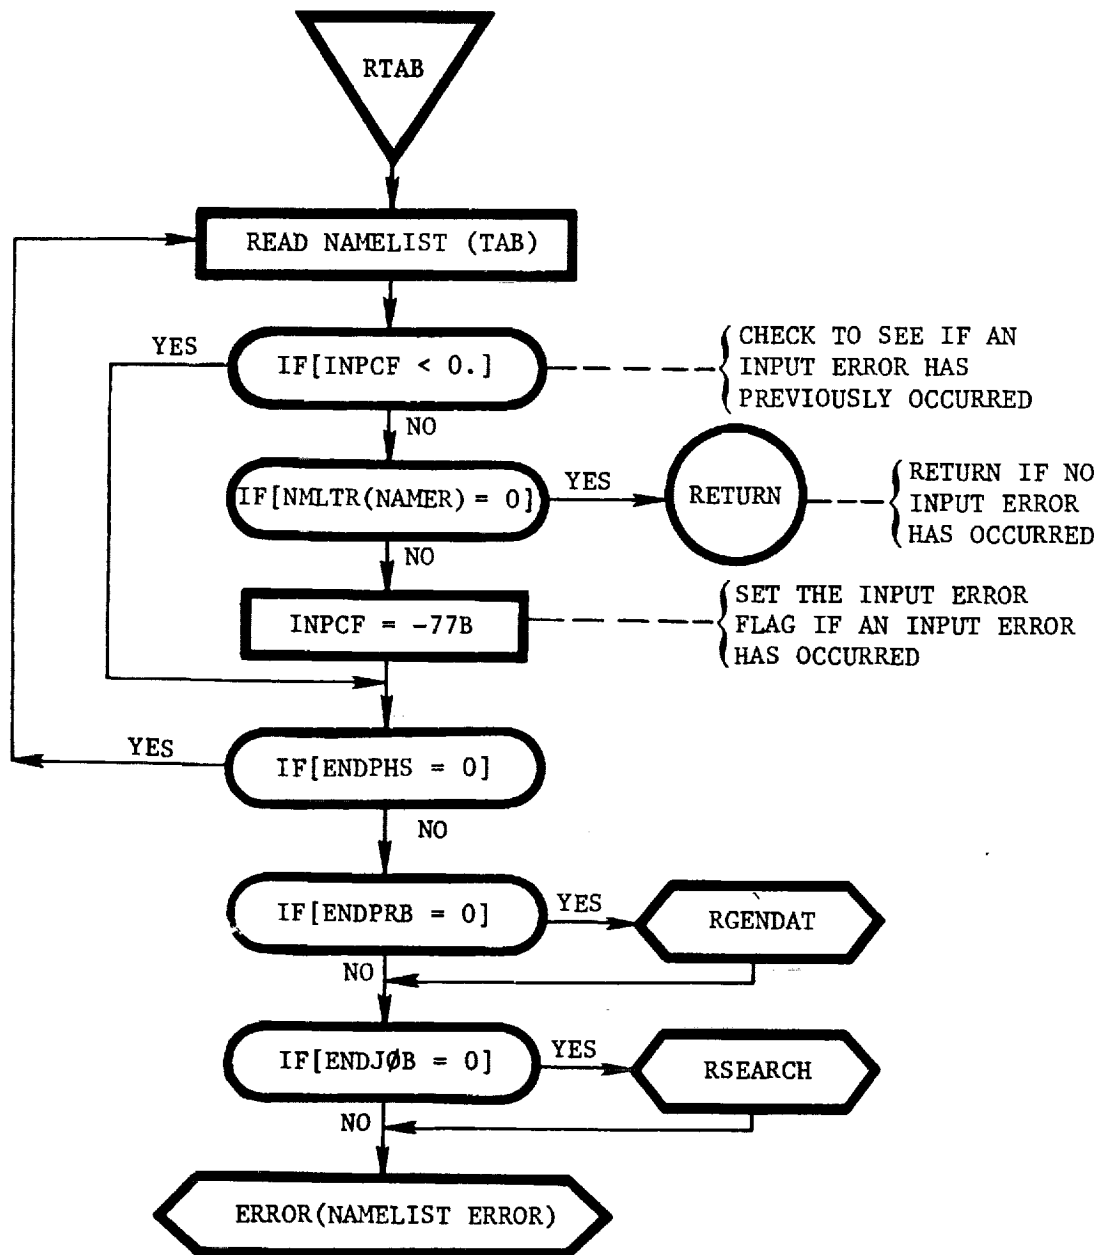 RTAB
READ NAMELIST (TAB)
YES
IF[INPCF < 0.]
CHECK TO SEE IF AN
INPUT ERROR HAS
PREVIOUSLY OCCURRED
NO
IF[NMLTR(NAMER) = 0]
YES
RETURN
RETURN IF NO
INPUT ERROR
HAS OCCURRED
NO
INPCF = -77B
SET THE INPUT ERROR
FLAG IF AN INPUT ERROR
HAS OCCURRED
YES
IF[ENDPHS = 0]
NO
IF[ENDPRB = 0]
YES
RGENDAT
NO
IF[ENDJØB = 0]
YES
RSEARCH
NO
ERROR(NAMELIST ERROR)